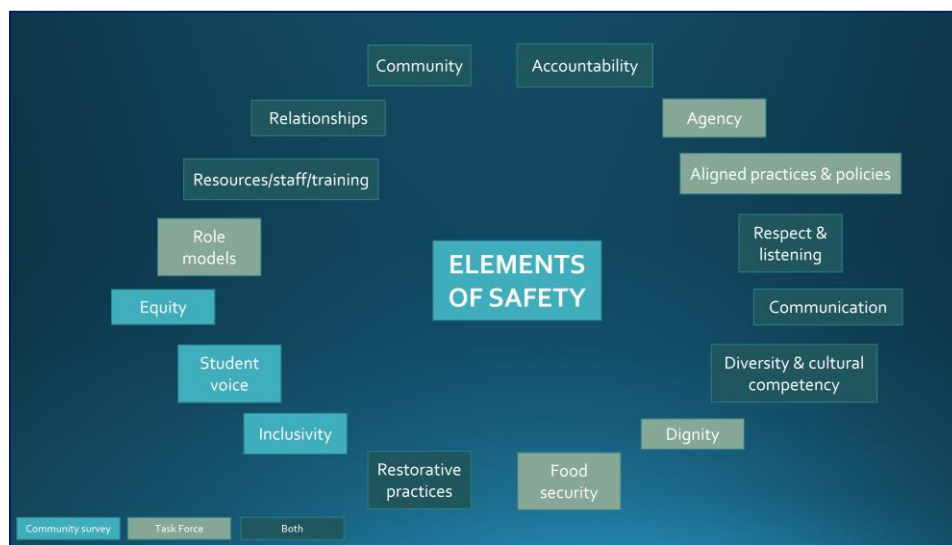 Community
Accountability
Relationships
Agency
Resources/staff/training
Aligned practices & policies
Role
models
Respect &
listening
ELEMENTS
OF SAFETY
Equity
Communication
Student
voice
Diversity & cultural
competency
Inclusivity
Dignity
Restorative
practices
Food
security
Community survey
Task Force
Both